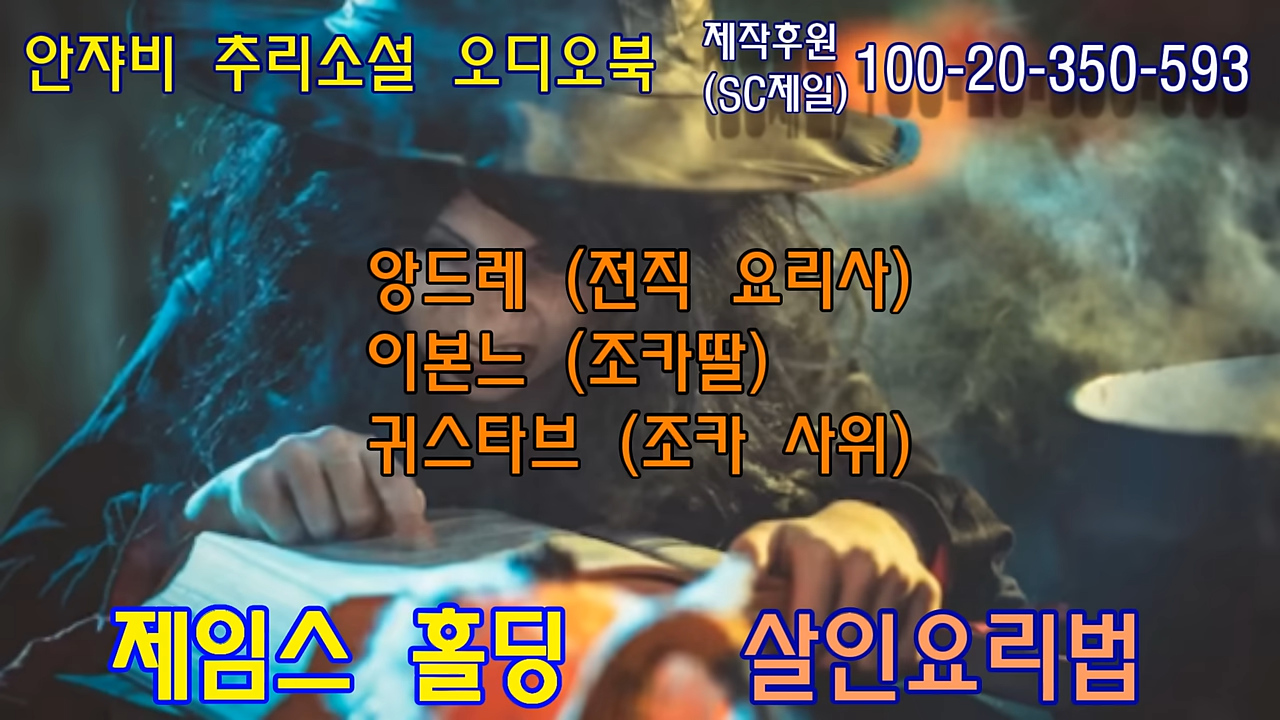 안쟈비 추리소설 오디오북
제작후원
(SC제일)
100-20-350-593
앙드레 (전직 요리사)
이본느 (조카딸)
귀스타브 (조카 사위)
제임스 홀딩
살인요리법